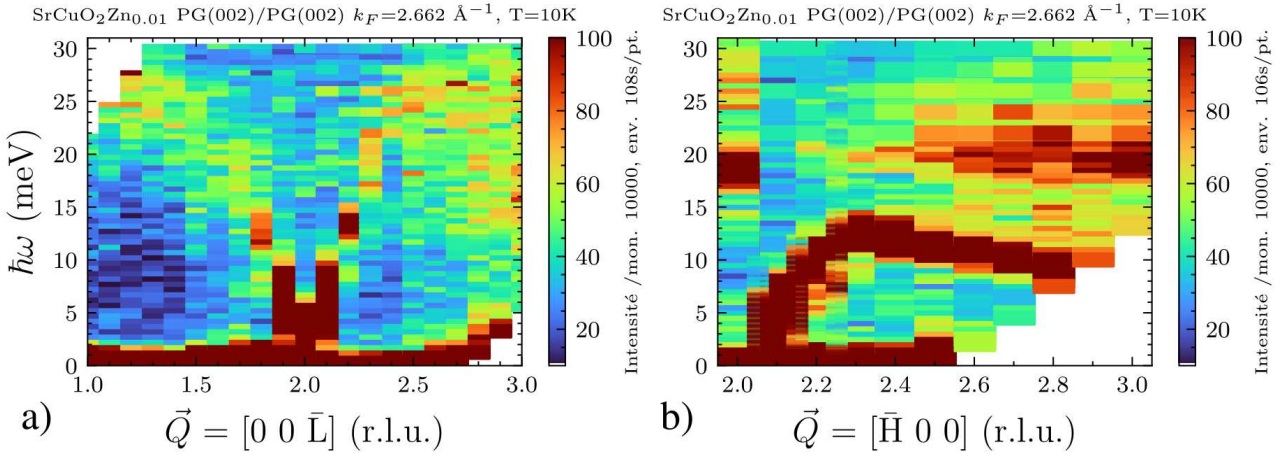 SrCuO₂Zn₀.₀₁ PG(002)/PG(002) k_F=2.662 Å⁻¹, T=10K
30
25
20
15
10
5
0
ℏω (meV)
1.0 1.5 2.0 2.5 3.0
a)
Q⃗ = [0 0 L̄] (r.l.u.)
100
80
60
40
20
Intensité /mon. 10000, env. 108s/pt.
SrCuO₂Zn₀.₀₁ PG(002)/PG(002) k_F=2.662 Å⁻¹, T=10K
30
25
20
15
10
5
0
2.0 2.2 2.4 2.6 2.8 3.0
b)
Q⃗ = [H̄ 0 0] (r.l.u.)
100
80
60
40
20
Intensité /mon. 10000, env. 106s/pt.